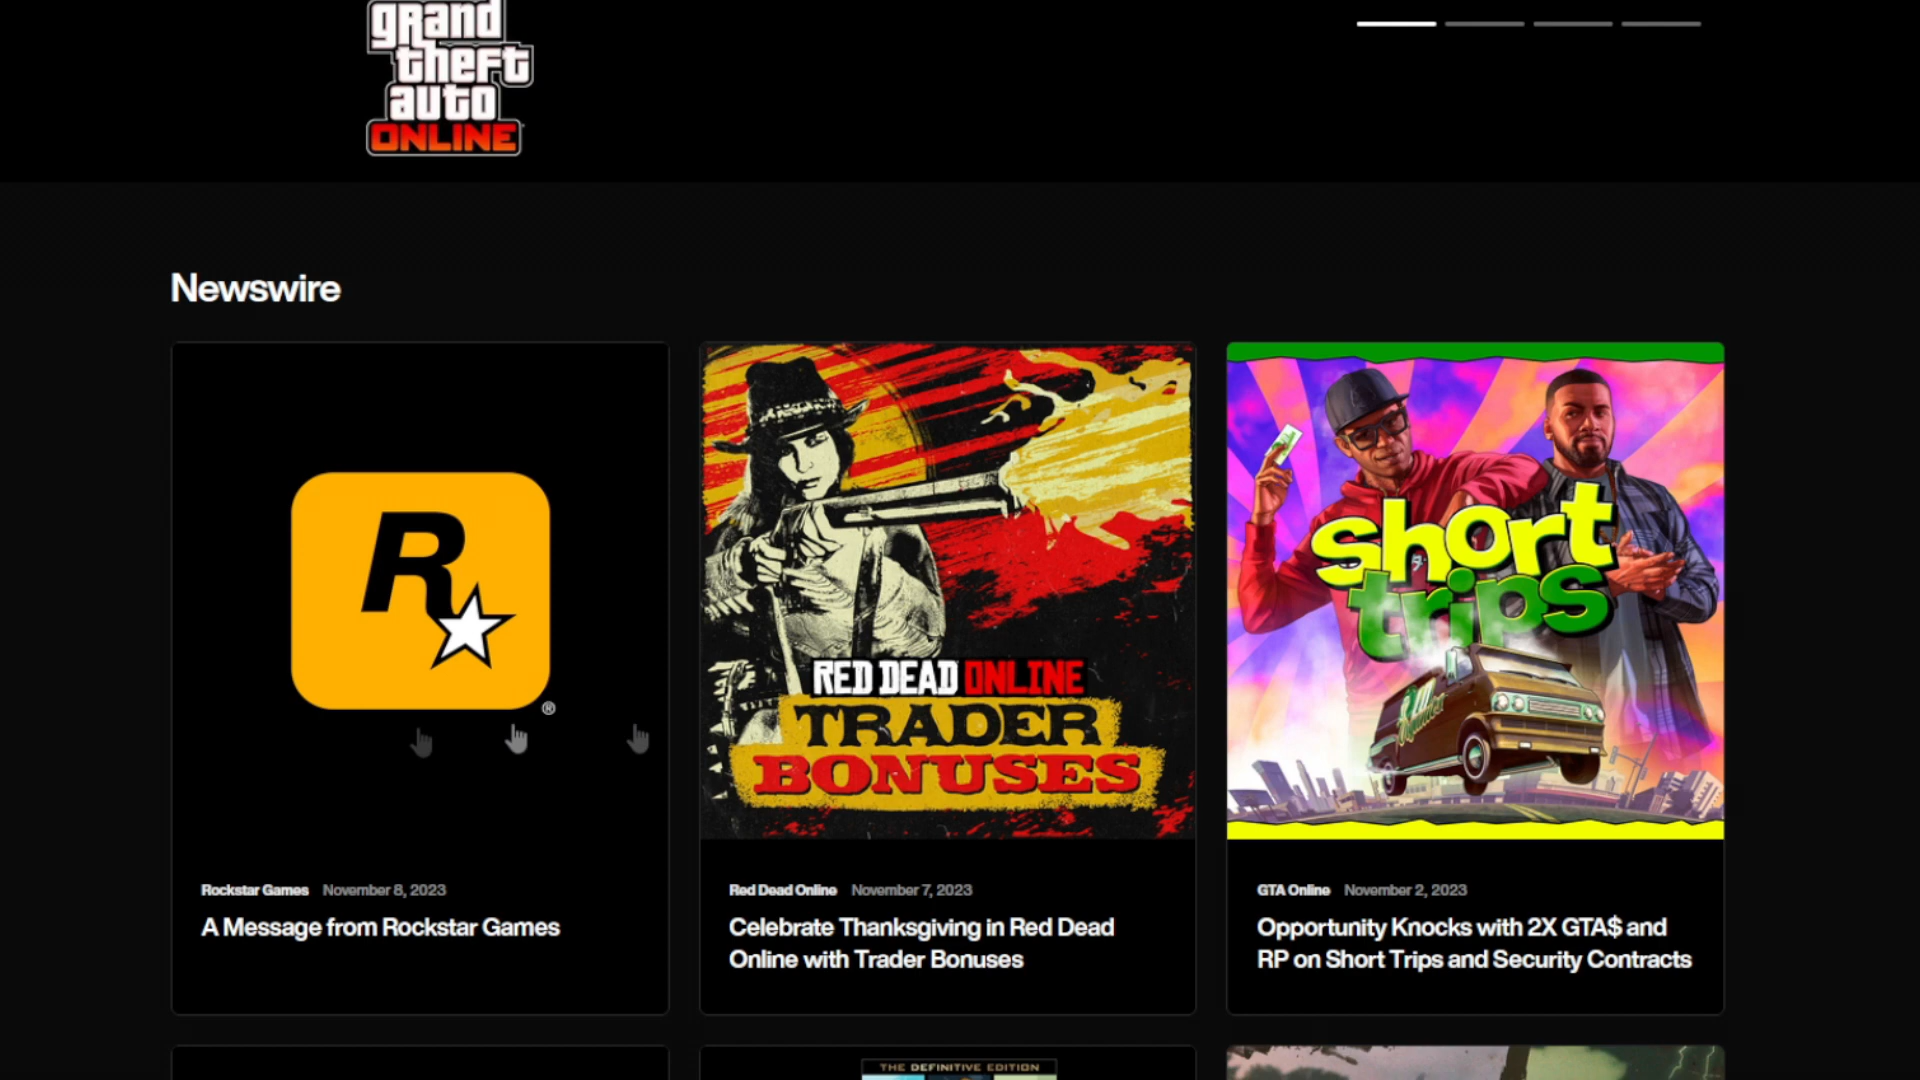 grand
theft
auto
ONLINE
Newswire
R
®
RED DEAD ONLINE
TRADER
BONUSES
short
trips
Rockstar Games November 8, 2023
A Message from Rockstar Games
Red Dead Online November 7, 2023
Celebrate Thanksgiving in Red Dead
Online with Trader Bonuses
GTA Online November 2, 2023
Opportunity Knocks with 2X GTA$ and
RP on Short Trips and Security Contracts
THE DEFINITIVE EDITION